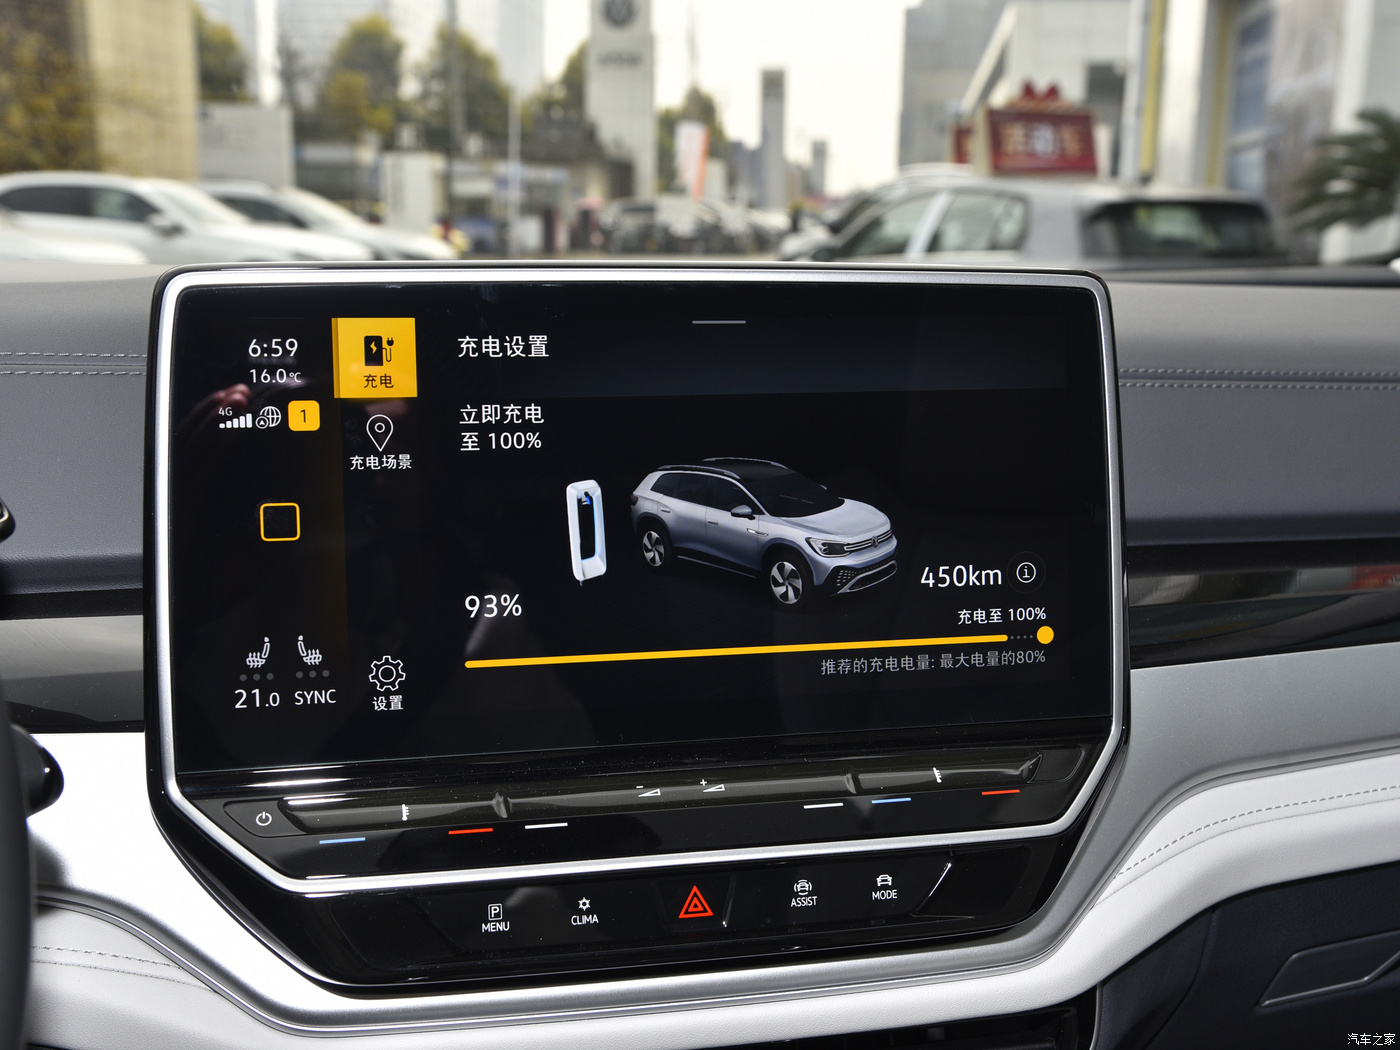 6:59
16.0℃
4G
1
充电
充电场景
充电设置
立即充电
至 100%
93%
450km
充电至 100%
推荐的充电电量: 最大电量的80%
21.0
SYNC
设置
MENU
CLIMA
ASSIST
MODE
汽车之家